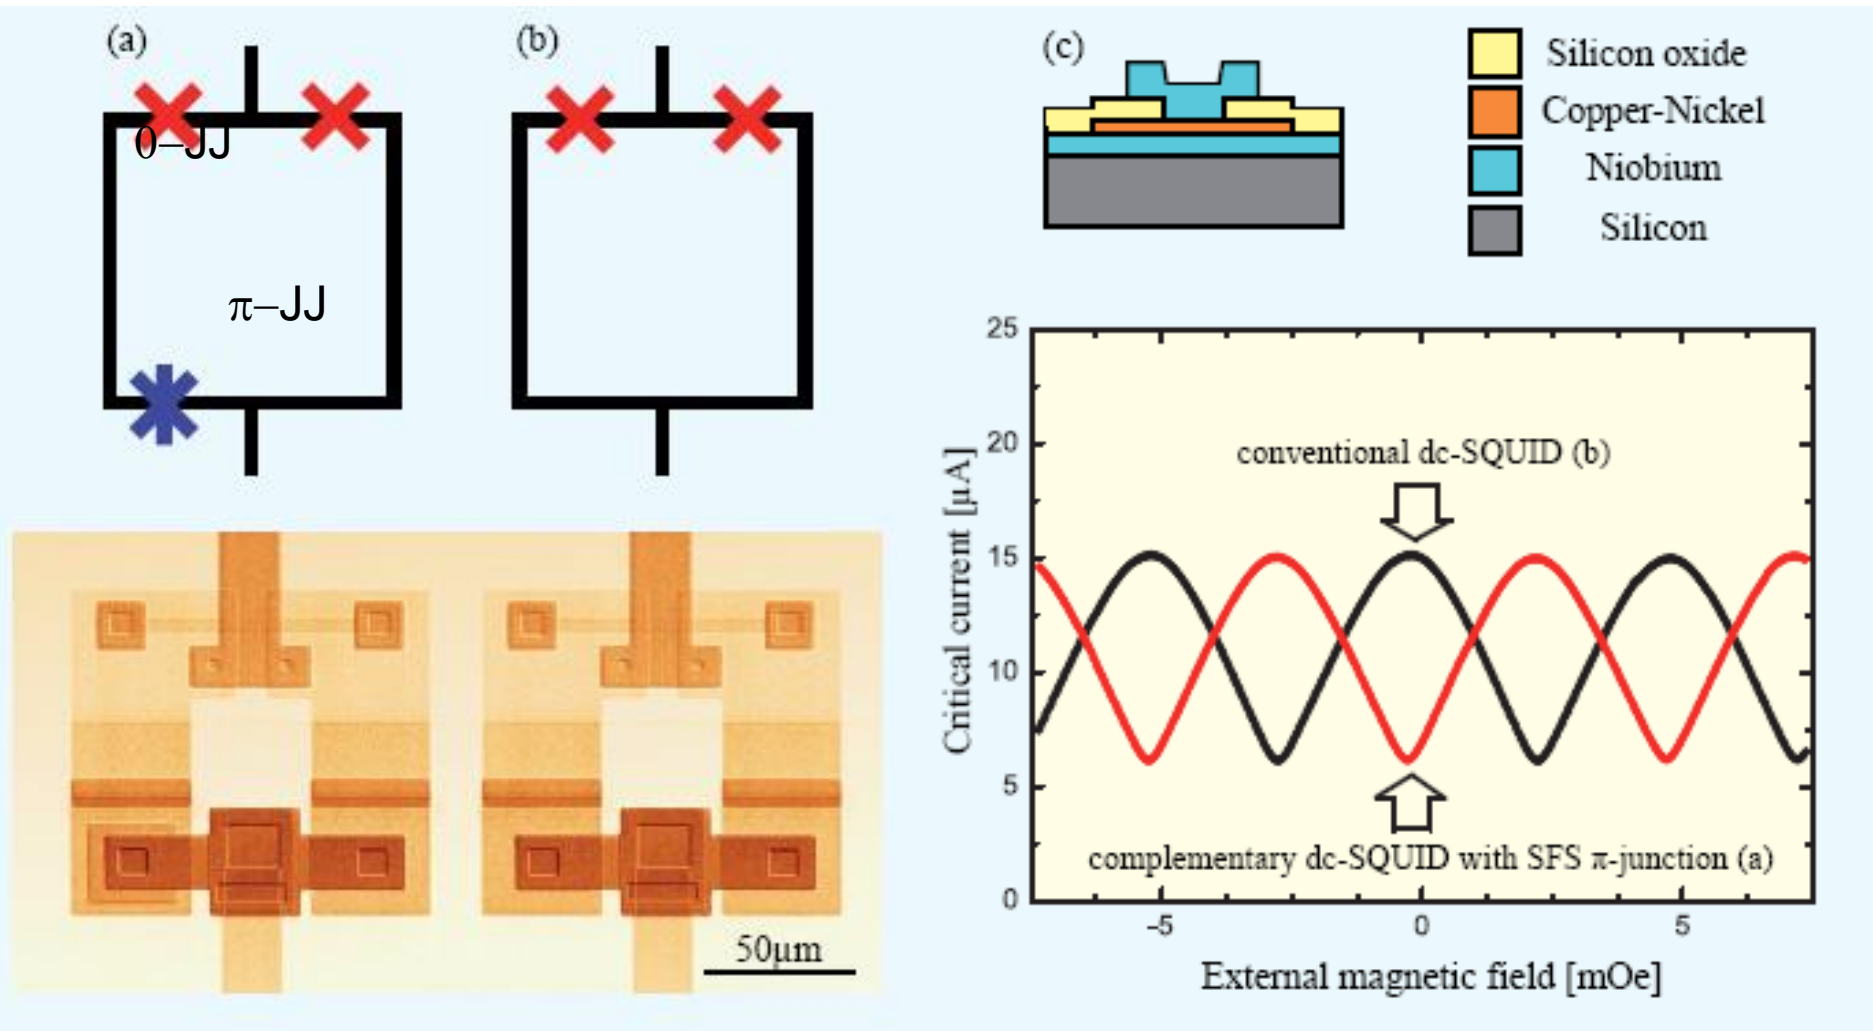 (a)
0–JJ
π–JJ
(b)
50μm
(c)
Silicon oxide
Copper-Nickel
Niobium
Silicon
25
20
15
10
5
0
Critical current [μA]
conventional dc-SQUID (b)
complementary dc-SQUID with SFS π-junction (a)
–5
0
5
External magnetic field [mOe]